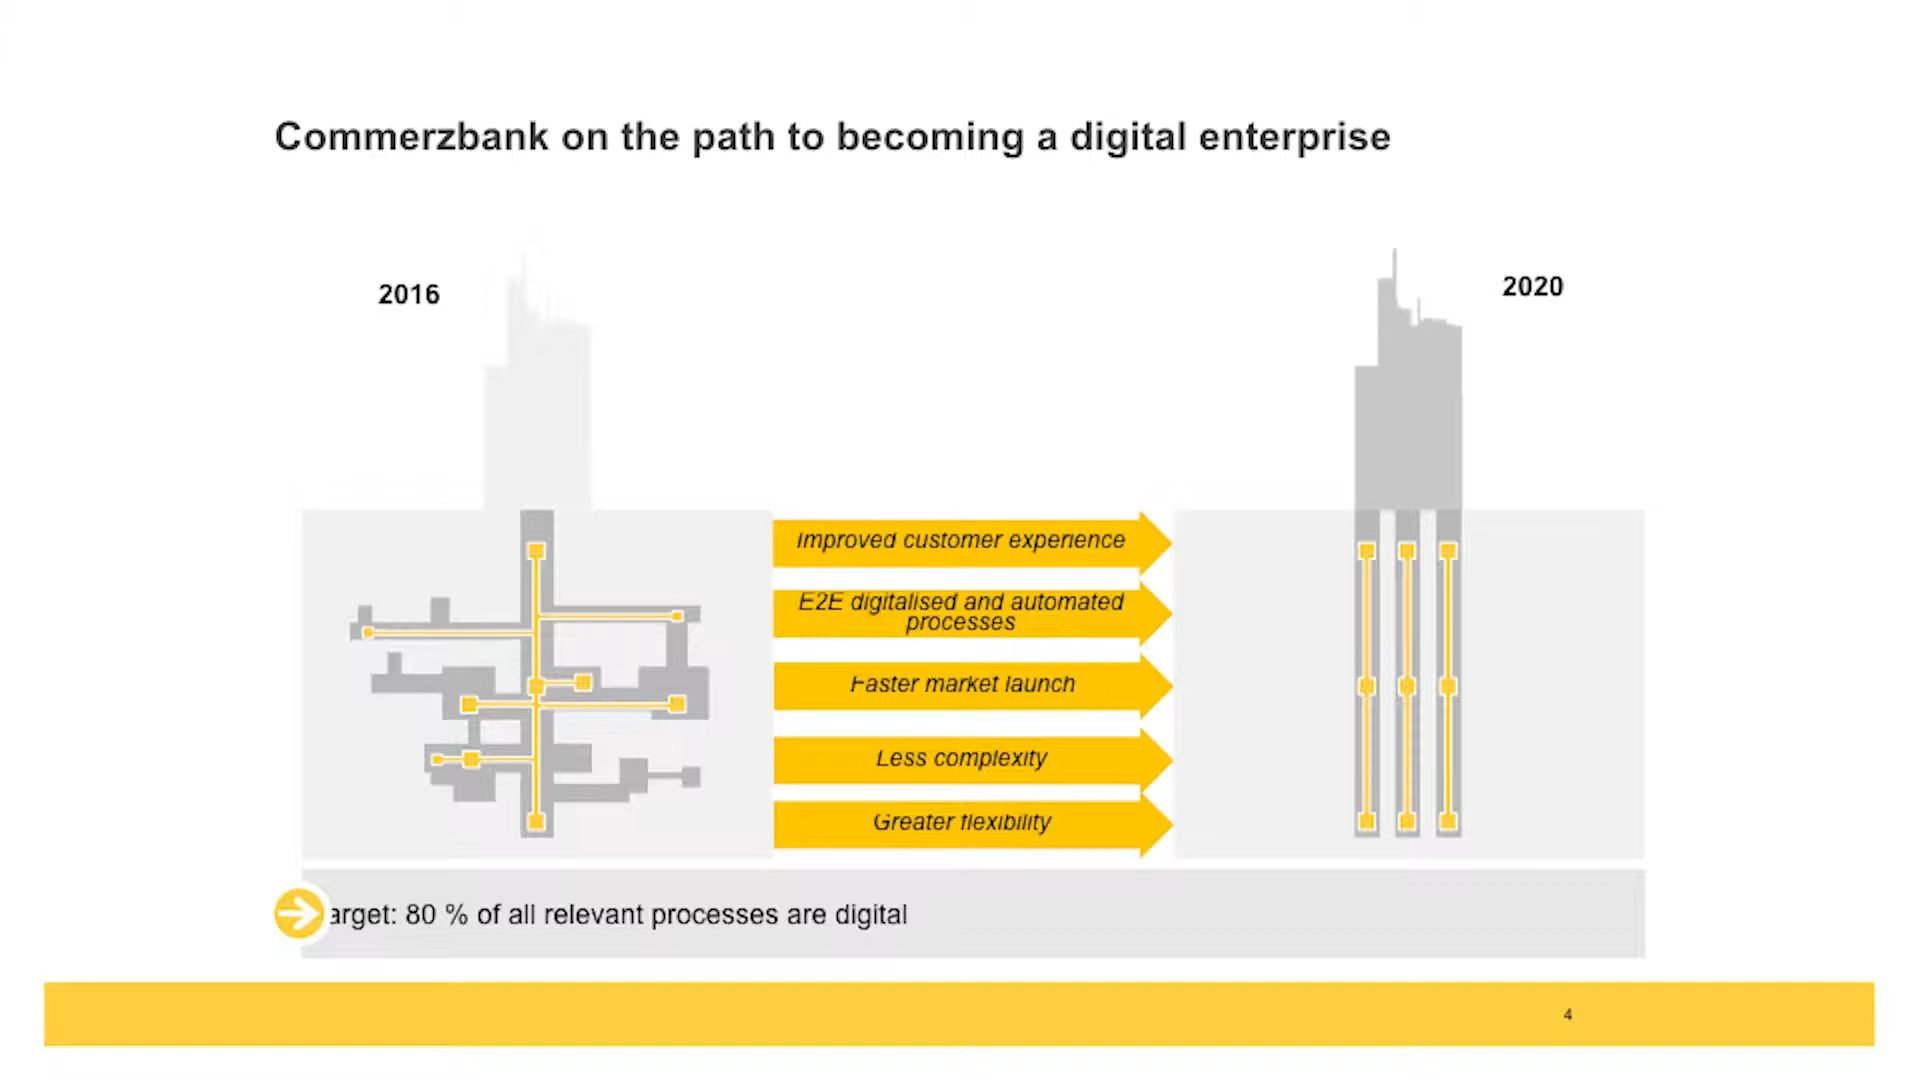 Commerzbank on the path to becoming a digital enterprise
2016
2020
Improved customer experience
E2E digitalised and automated
processes
Faster market launch
Less complexity
Greater flexibility
arget: 80 % of all relevant processes are digital
4